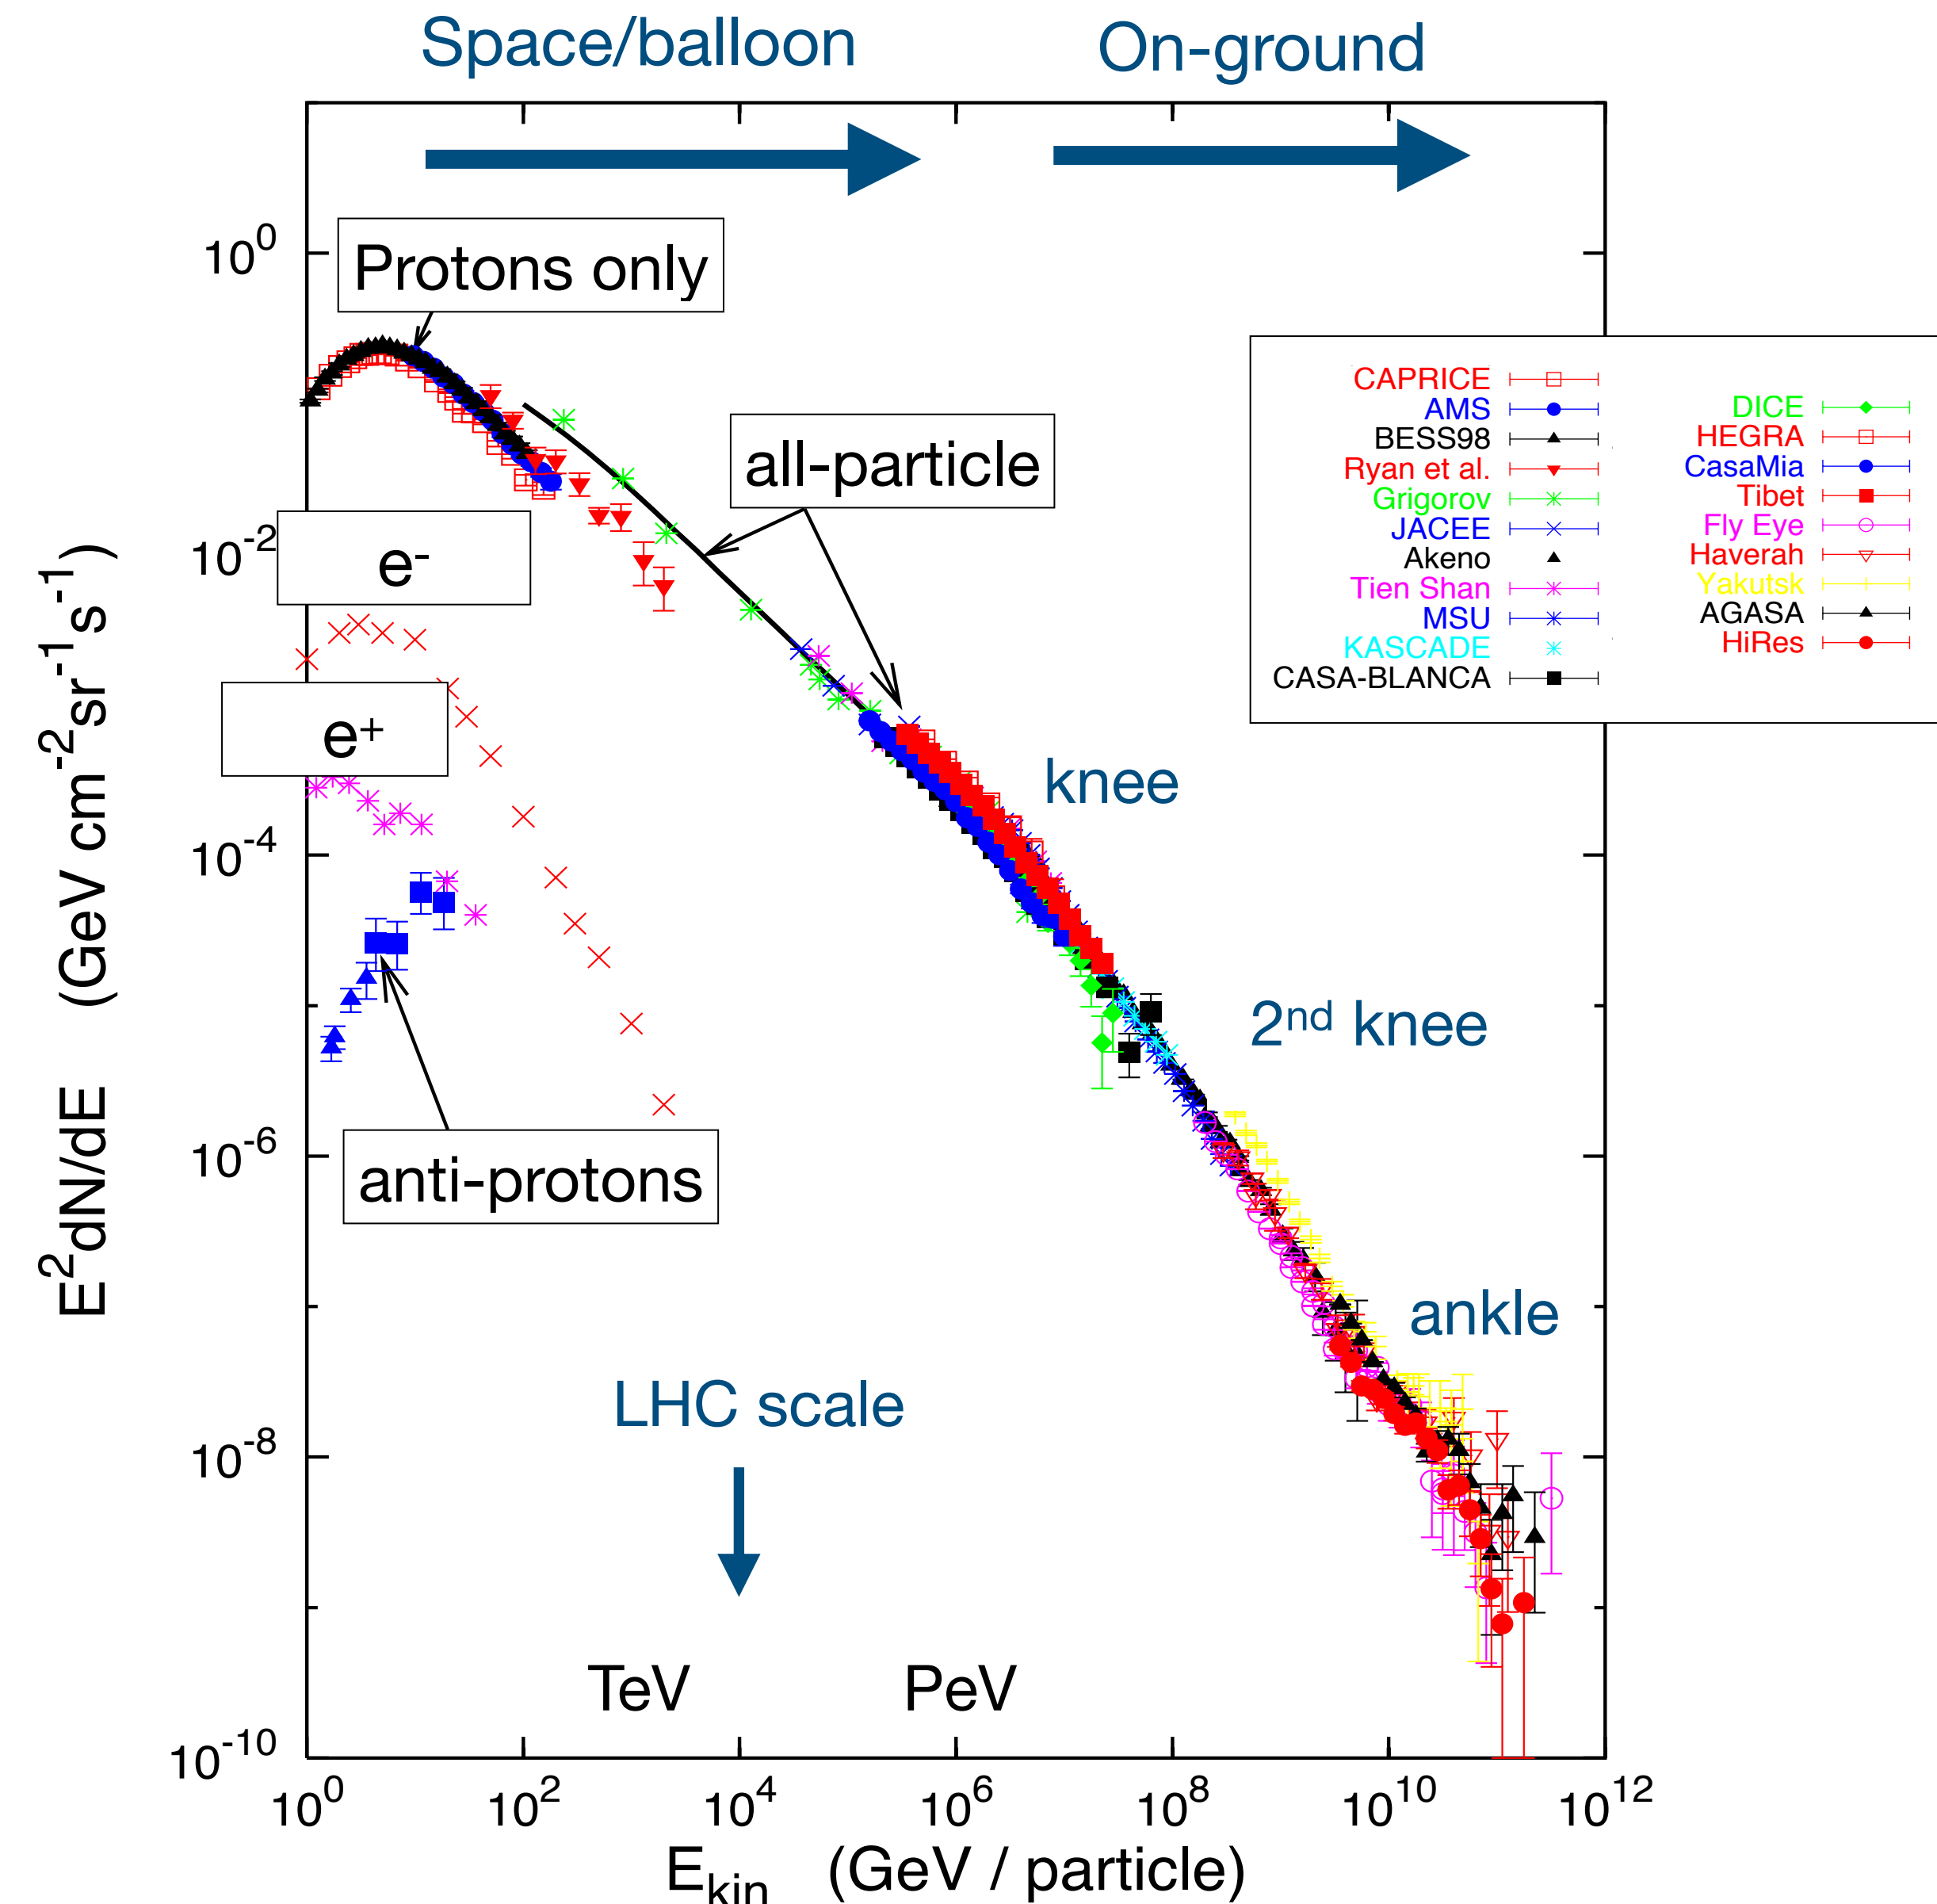 Space/balloon
On-ground
10^0
10^-2
10^-4
10^-6
10^-8
10^-10
E^2dN/dE (GeV cm^-2sr^-1s^-1)
Protons only
all-particle
e-
e+
anti-protons
knee
2nd knee
ankle
LHC scale
TeV
PeV
CAPRICE
AMS
BESS98
Ryan et al.
Grigorov
JACEE
Akeno
Tien Shan
MSU
KASCADE
CASA-BLANCA
DICE
HEGRA
CasaMia
Tibet
Fly Eye
Haverah
Yakutsk
AGASA
HiRes
10^0 10^2 10^4 10^6 10^8 10^10 10^12
E_kin (GeV / particle)